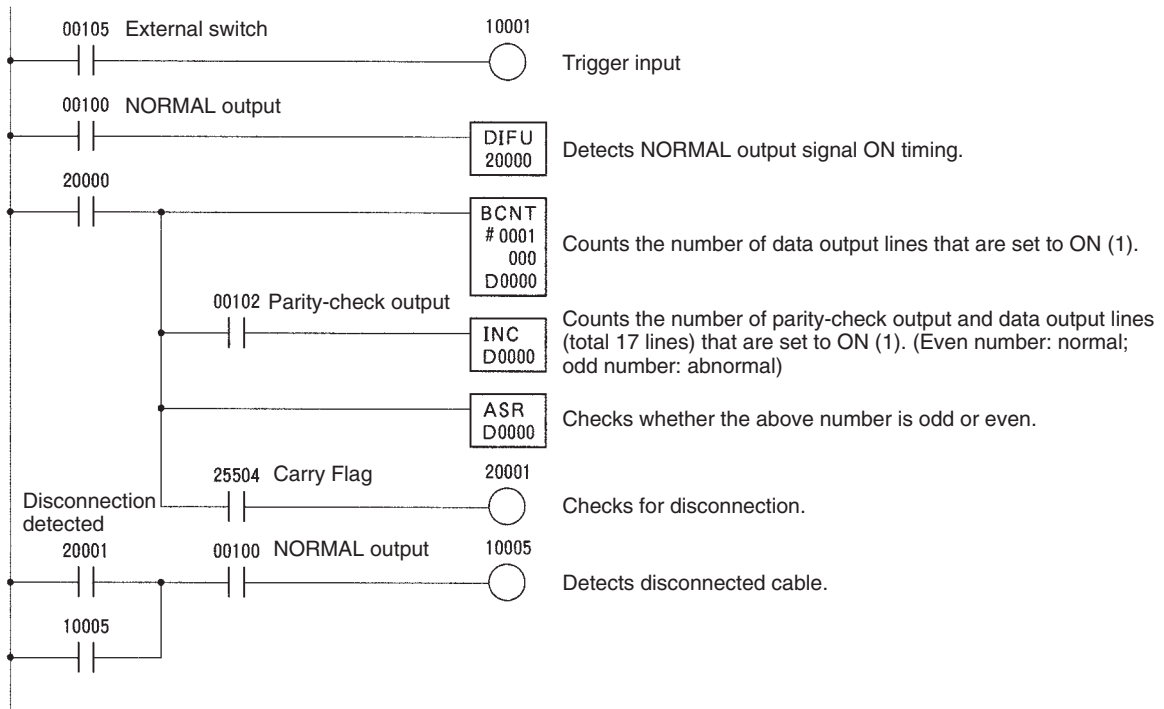 00105 External switch
10001
Trigger input
00100 NORMAL output
DIFU
20000
Detects NORMAL output signal ON timing.
20000
BCNT
#0001
000
D0000
Counts the number of data output lines that are set to ON (1).
00102 Parity-check output
INC
D0000
Counts the number of parity-check output and data output lines
(total 17 lines) that are set to ON (1). (Even number: normal;
odd number: abnormal)
ASR
D0000
Checks whether the above number is odd or even.
25504 Carry Flag
20001
Checks for disconnection.
Disconnection
detected
20001
00100 NORMAL output
10005
Detects disconnected cable.
10005